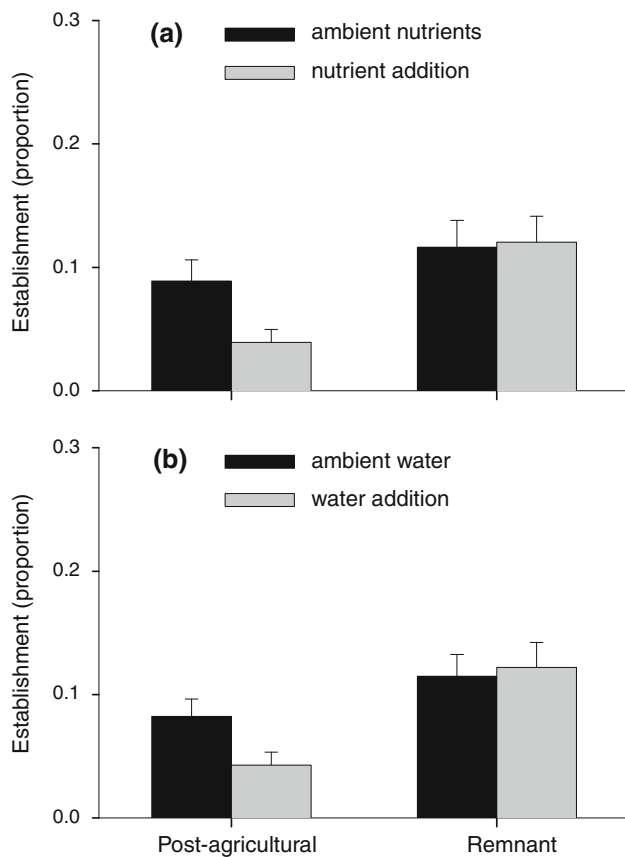 (a)
ambient nutrients
nutrient addition
0.3
0.2
0.1
0.0
Establishment (proportion)
(b)
ambient water
water addition
0.3
0.2
0.1
0.0
Establishment (proportion)
Post-agricultural
Remnant